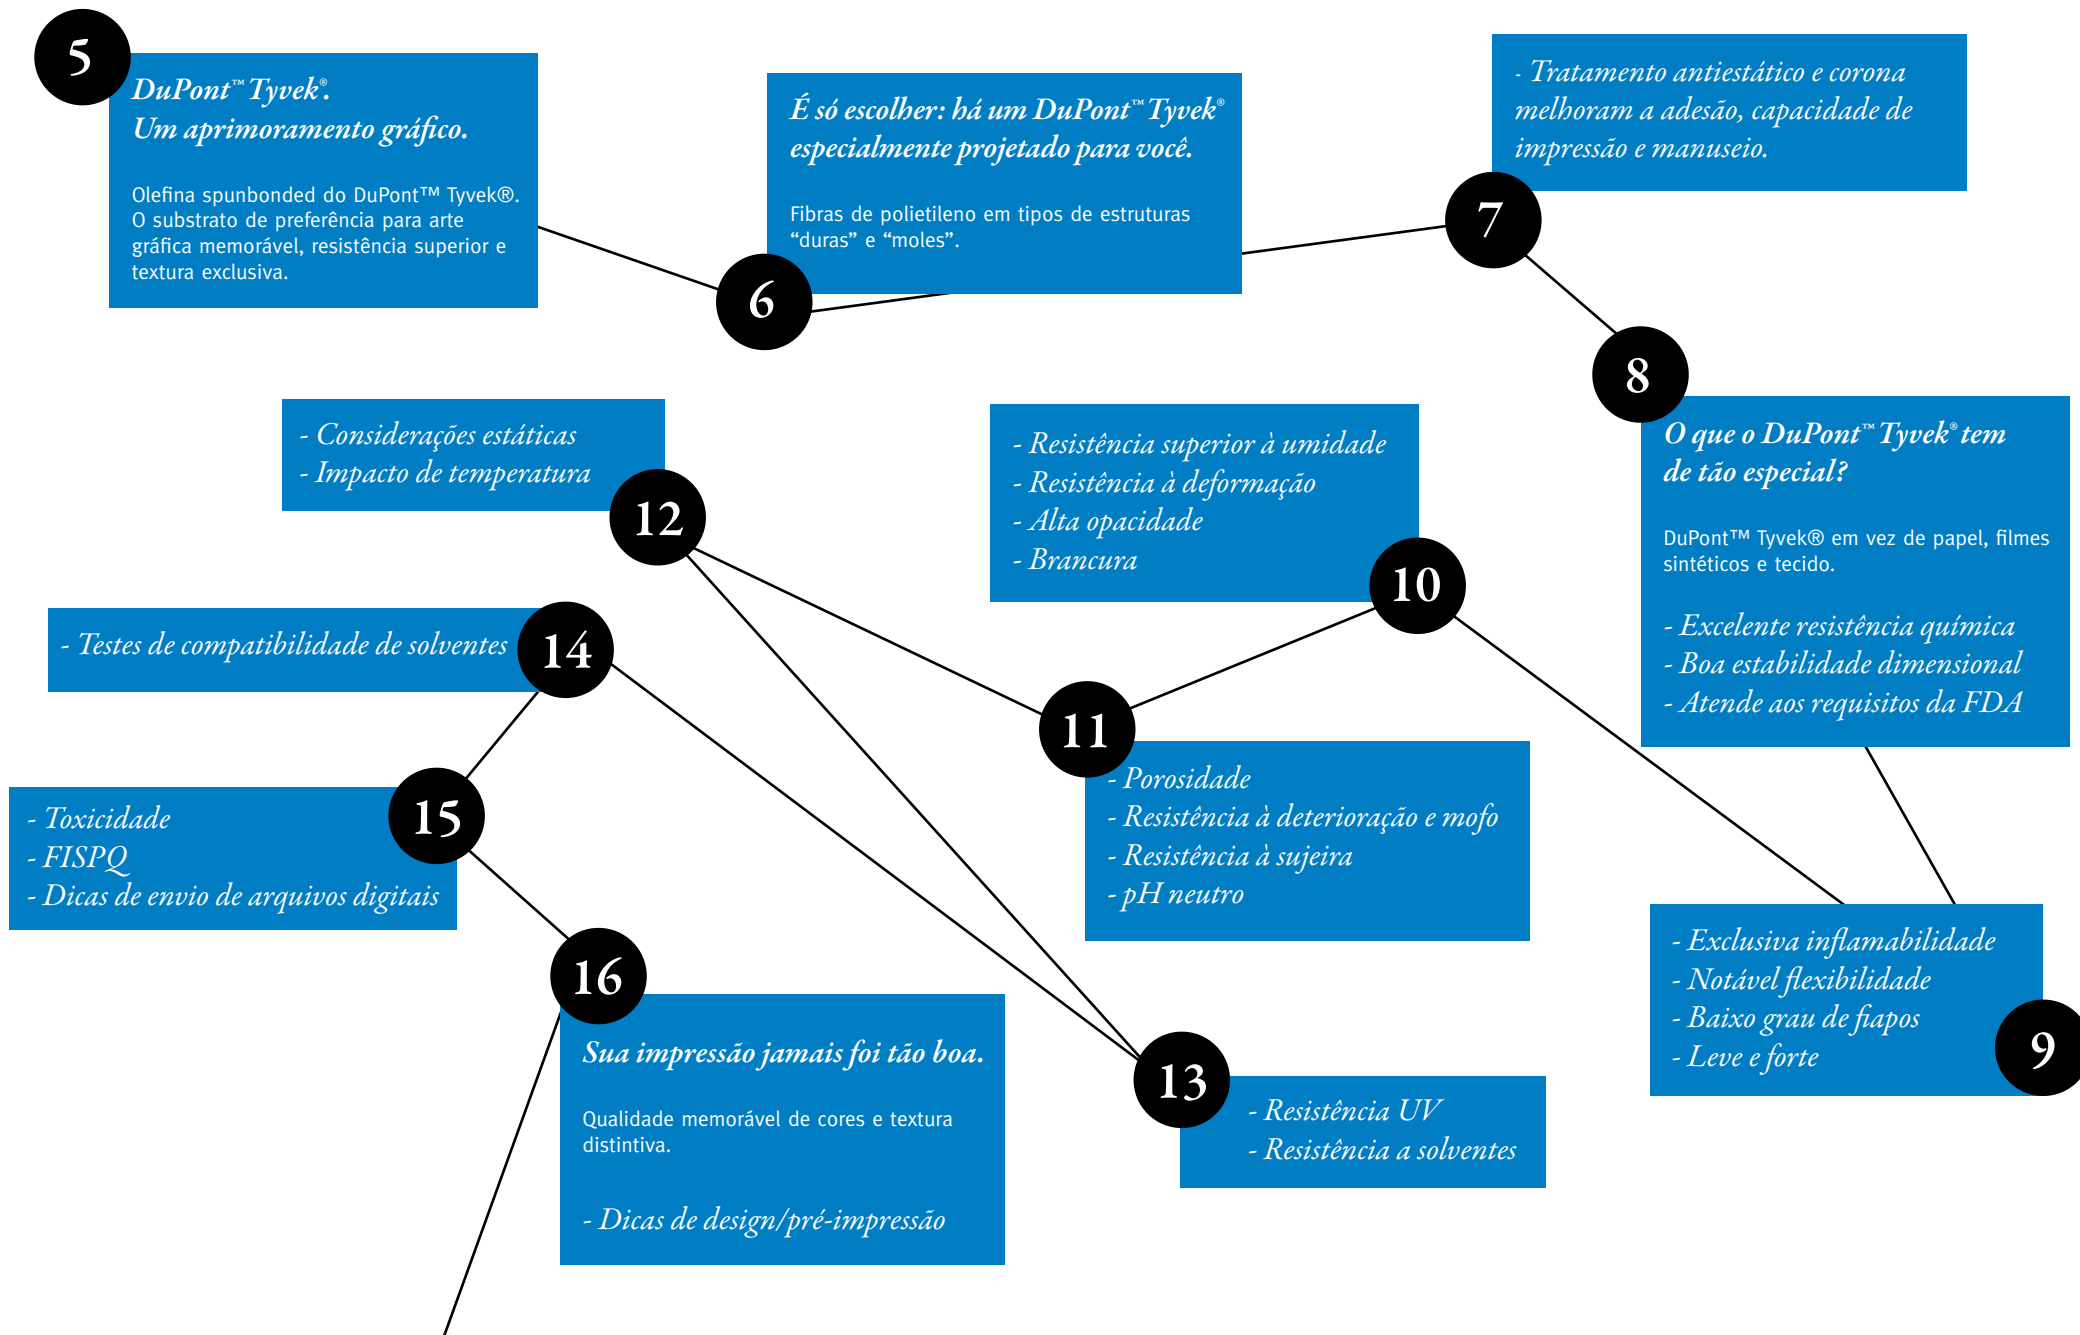 5
DuPont™ Tyvek®.
Um aprimoramento gráfico.
Olefina spunbonded do DuPont™ Tyvek®.
O substrato de preferência para arte
gráfica memorável, resistência superior e
textura exclusiva.
6
É só escolher: há um DuPont™ Tyvek®
especialmente projetado para você.
Fibras de polietileno em tipos de estruturas
“duras” e “moles”.
7
- Tratamento antiestático e corona
melhoram a adesão, capacidade de
impressão e manuseio.
8
O que o DuPont™ Tyvek® tem
de tão especial?
DuPont™ Tyvek® em vez de papel, filmes
sintéticos e tecido.
- Excelente resistência química
- Boa estabilidade dimensional
- Atende aos requisitos da FDA
9
- Exclusiva inflamabilidade
- Notável flexibilidade
- Baixo grau de fiapos
- Leve e forte
10
- Resistência superior à umidade
- Resistência à deformação
- Alta opacidade
- Brancura
11
- Porosidade
- Resistência à deterioração e mofo
- Resistência à sujeira
- pH neutro
12
- Considerações estáticas
- Impacto de temperatura
13
- Resistência UV
- Resistência a solventes
14
- Testes de compatibilidade de solventes
15
- Toxicidade
- FISPQ
- Dicas de envio de arquivos digitais
16
Sua impressão jamais foi tão boa.
Qualidade memorável de cores e textura
distintiva.
- Dicas de design/pré-impressão